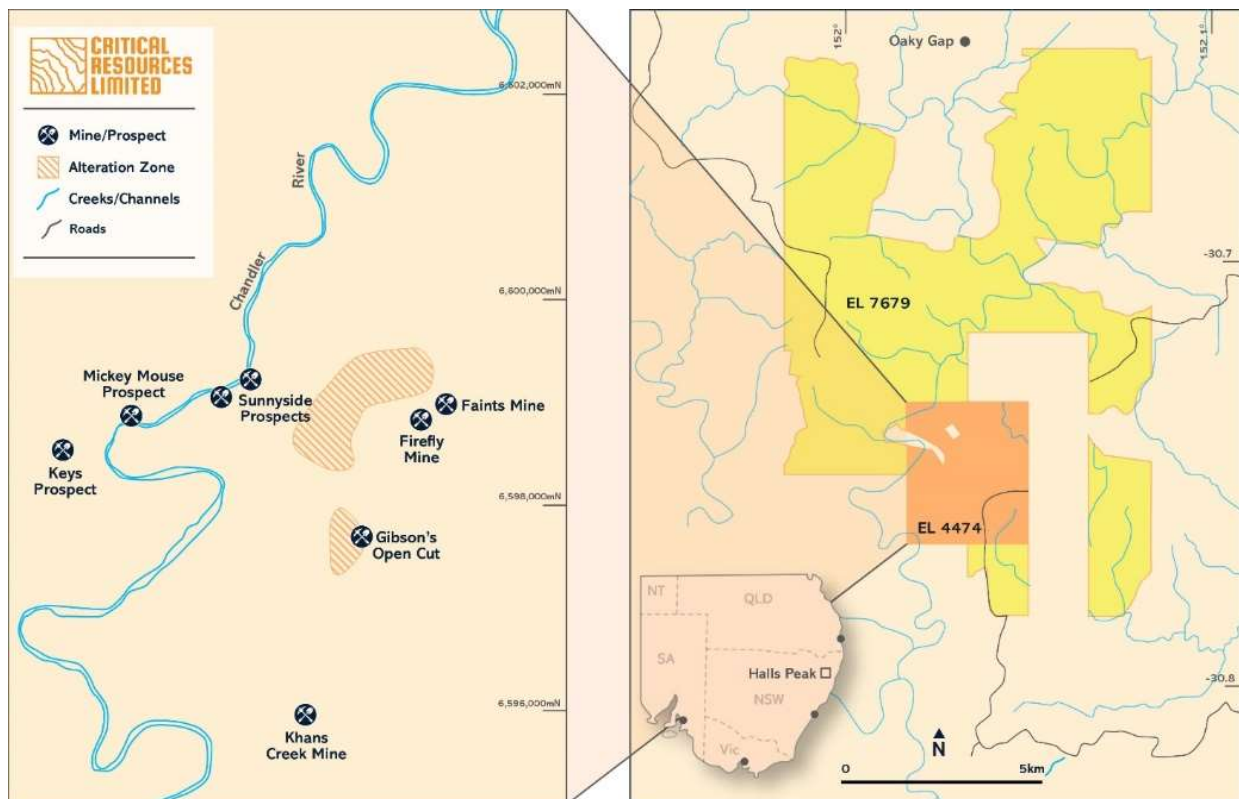 CRITICAL
RESOURCES
LIMITED
Mine/Prospect
Alteration Zone
Creeks/Channels
Roads
6,602,000mN
River
Chandler
6,600,000mN
Mickey Mouse
Prospect
Sunnyside
Prospects
Faints Mine
Firefly
Mine
Keys
Prospect
6,598,000mN
Gibson's
Open Cut
6,596,000mN
Khans
Creek Mine
152°
152.1°
Oaky Gap
-30.7
EL 7679
EL 4474
-30.8
NT
QLD
SA
Halls Peak
NSW
Vic
N
0
5km